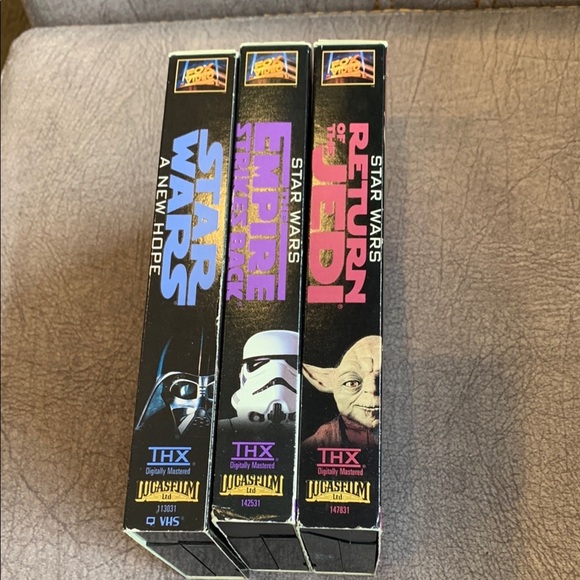 FOX
VIDEO
STAR
WARS
A NEW HOPE
THX
Digitally Mastered
LUCASFILM
Ltd
113031
VHS
FOX
VIDEO
STAR WARS
EMPIRE
STRIKES BACK
THX
Digitally Mastered
LUCASFILM
Ltd
142531
FOX
VIDEO
STAR WARS
RETURN
OF THE
JEDI
THX
Digitally Mastered
LUCASFILM
Ltd
147831